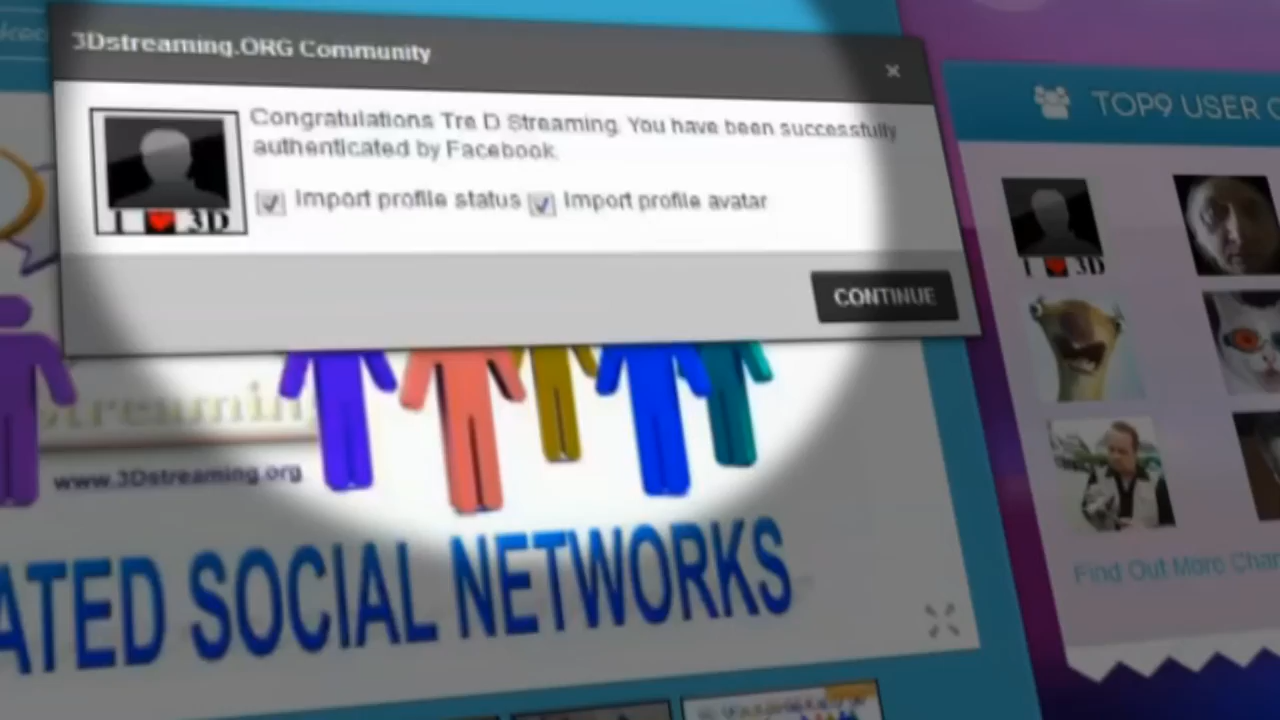 3Dstreaming.ORG Community
×
TOP9 USER
Congratulations Tre D Streaming. You have been successfully
authenticated by Facebook.
Import profile status Import profile avatar
I ❤ 3D
I ❤ 3D
CONTINUE
www.3Dstreaming.org
ATED SOCIAL NETWORKS
Find Out More